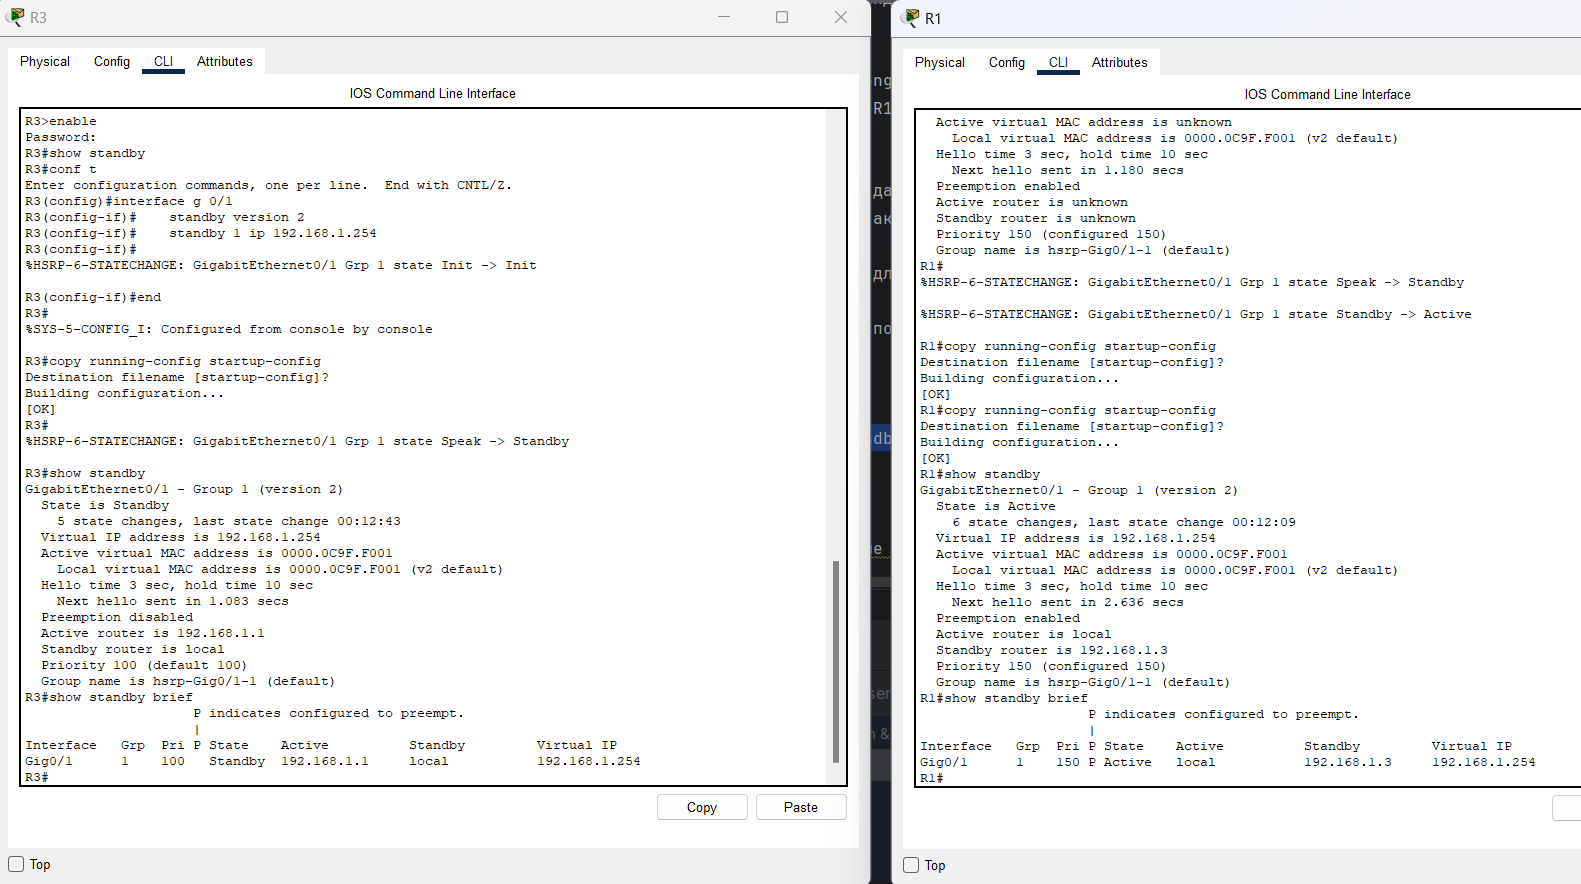 R3
Physical Config CLI Attributes
IOS Command Line Interface
R3>enable
Password:
R3#show standby
R3#conf t
Enter configuration commands, one per line.  End with CNTL/Z.
R3(config)#interface g 0/1
R3(config-if)#    standby version 2
R3(config-if)#    standby 1 ip 192.168.1.254
R3(config-if)#
%HSRP-6-STATECHANGE: GigabitEthernet0/1 Grp 1 state Init -> Init
R3(config-if)#end
R3#
%SYS-5-CONFIG_I: Configured from console by console
R3#copy running-config startup-config
Destination filename [startup-config]?
Building configuration...
[OK]
R3#
%HSRP-6-STATECHANGE: GigabitEthernet0/1 Grp 1 state Speak -> Standby
R3#show standby
GigabitEthernet0/1 - Group 1 (version 2)
  State is Standby
    5 state changes, last state change 00:12:43
  Virtual IP address is 192.168.1.254
  Active virtual MAC address is 0000.0C9F.F001
    Local virtual MAC address is 0000.0C9F.F001 (v2 default)
  Hello time 3 sec, hold time 10 sec
    Next hello sent in 1.083 secs
  Preemption disabled
  Active router is 192.168.1.1
  Standby router is local
  Priority 100 (default 100)
  Group name is hsrp-Gig0/1-1 (default)
R3#show standby brief
                     P indicates configured to preempt.
                     |
Interface   Grp  Pri P State   Active          Standby         Virtual IP
Gig0/1      1    100   Standby 192.168.1.1     local           192.168.1.254
R3#
Copy Paste
Top
R1
Physical Config CLI Attributes
IOS Command Line Interface
  Active virtual MAC address is unknown
    Local virtual MAC address is 0000.0C9F.F001 (v2 default)
  Hello time 3 sec, hold time 10 sec
    Next hello sent in 1.180 secs
  Preemption enabled
  Active router is unknown
  Standby router is unknown
  Priority 150 (configured 150)
  Group name is hsrp-Gig0/1-1 (default)
R1#
%HSRP-6-STATECHANGE: GigabitEthernet0/1 Grp 1 state Speak -> Standby
%HSRP-6-STATECHANGE: GigabitEthernet0/1 Grp 1 state Standby -> Active
R1#copy running-config startup-config
Destination filename [startup-config]?
Building configuration...
[OK]
R1#copy running-config startup-config
Destination filename [startup-config]?
Building configuration...
[OK]
R1#show standby
GigabitEthernet0/1 - Group 1 (version 2)
  State is Active
    6 state changes, last state change 00:12:09
  Virtual IP address is 192.168.1.254
  Active virtual MAC address is 0000.0C9F.F001
    Local virtual MAC address is 0000.0C9F.F001 (v2 default)
  Hello time 3 sec, hold time 10 sec
    Next hello sent in 2.636 secs
  Preemption enabled
  Active router is local
  Standby router is 192.168.1.3
  Priority 150 (configured 150)
  Group name is hsrp-Gig0/1-1 (default)
R1#show standby brief
                     P indicates configured to preempt.
                     |
Interface   Grp  Pri P State   Active          Standby         Virtual IP
Gig0/1      1    150 P Active  local           192.168.1.3     192.168.1.254
R1#
Top